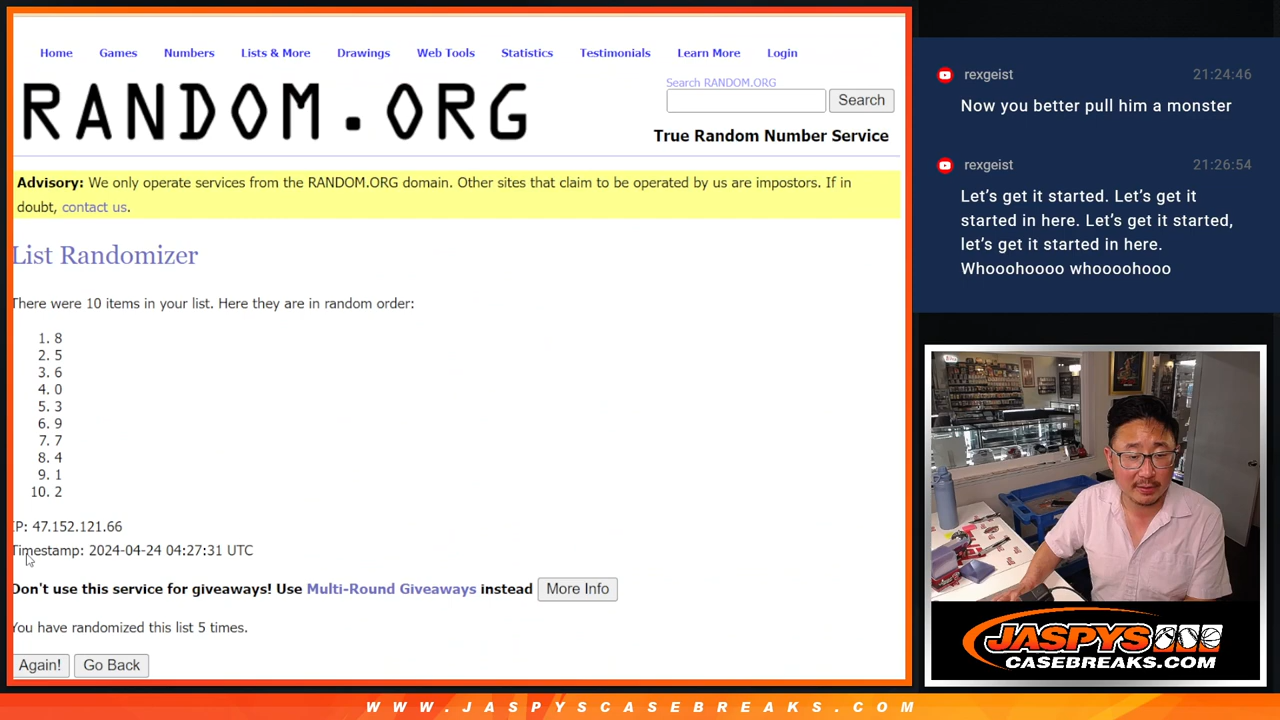 Home Games Numbers Lists & More Drawings Web Tools Statistics Testimonials Learn More Login
Search RANDOM.ORG
RANDOM.ORG
Search
True Random Number Service
Advisory: We only operate services from the RANDOM.ORG domain. Other sites that claim to be operated by us are impostors. If in
doubt, contact us.
List Randomizer
There were 10 items in your list. Here they are in random order:
1. 8
2. 5
3. 6
4. 0
5. 3
6. 9
7. 7
8. 4
9. 1
10. 2
IP: 47.152.121.66
Timestamp: 2024-04-24 04:27:31 UTC
Don't use this service for giveaways! Use Multi-Round Giveaways instead More Info
You have randomized this list 5 times.
Again! Go Back
rexgeist 21:24:46
Now you better pull him a monster
rexgeist 21:26:54
Let's get it started. Let's get it
started in here. Let's get it started,
let's get it started in here.
Whooohoooo whoooohooo
JASPYS
CASEBREAKS.COM
WWW.JASPYSCASEBREAKS.COM